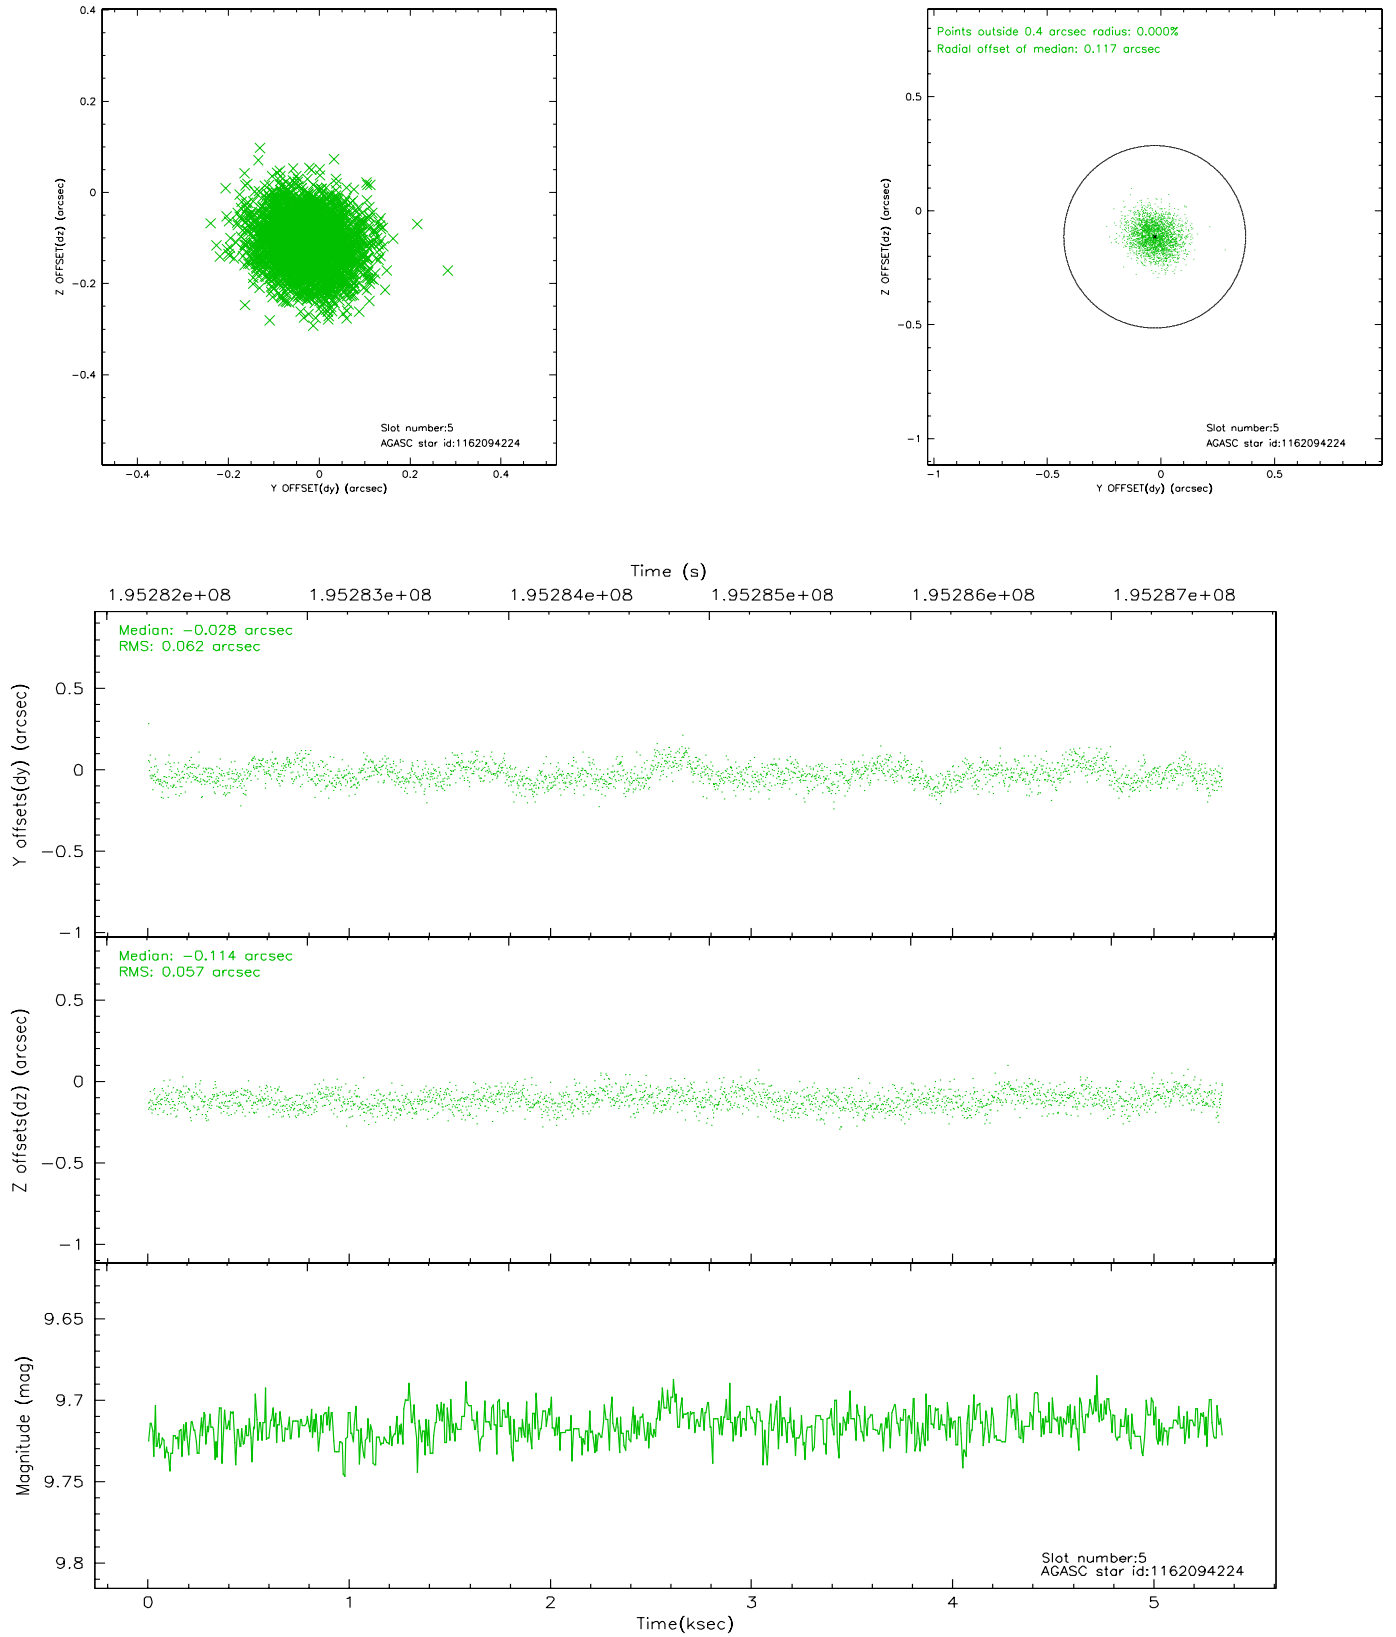 0.4
0.2
0
−0.2
−0.4
Z OFFSET(dz) (arcsec)
Slot number:5
AGASC star id:1162094224
−0.4 −0.2 0 0.2 0.4
Y OFFSET(dy) (arcsec)
Points outside 0.4 arcsec radius: 0.000%
Radial offset of median: 0.117 arcsec
0.5
0
−0.5
−1
Z OFFSET(dz) (arcsec)
Slot number:5
AGASC star id:1162094224
−1 −0.5 0 0.5
Y OFFSET(dy) (arcsec)
Time (s)
1.95282e+08 1.95283e+08 1.95284e+08 1.95285e+08 1.95286e+08 1.95287e+08
Median: −0.028 arcsec
RMS: 0.062 arcsec
0.5
0
−0.5
−1
Y offsets(dy) (arcsec)
Median: −0.114 arcsec
RMS: 0.057 arcsec
0.5
0
−0.5
−1
Z offsets(dz) (arcsec)
9.65
9.7
9.75
9.8
Magnitude (mag)
Slot number:5
AGASC star id:1162094224
0 1 2 3 4 5
Time(ksec)